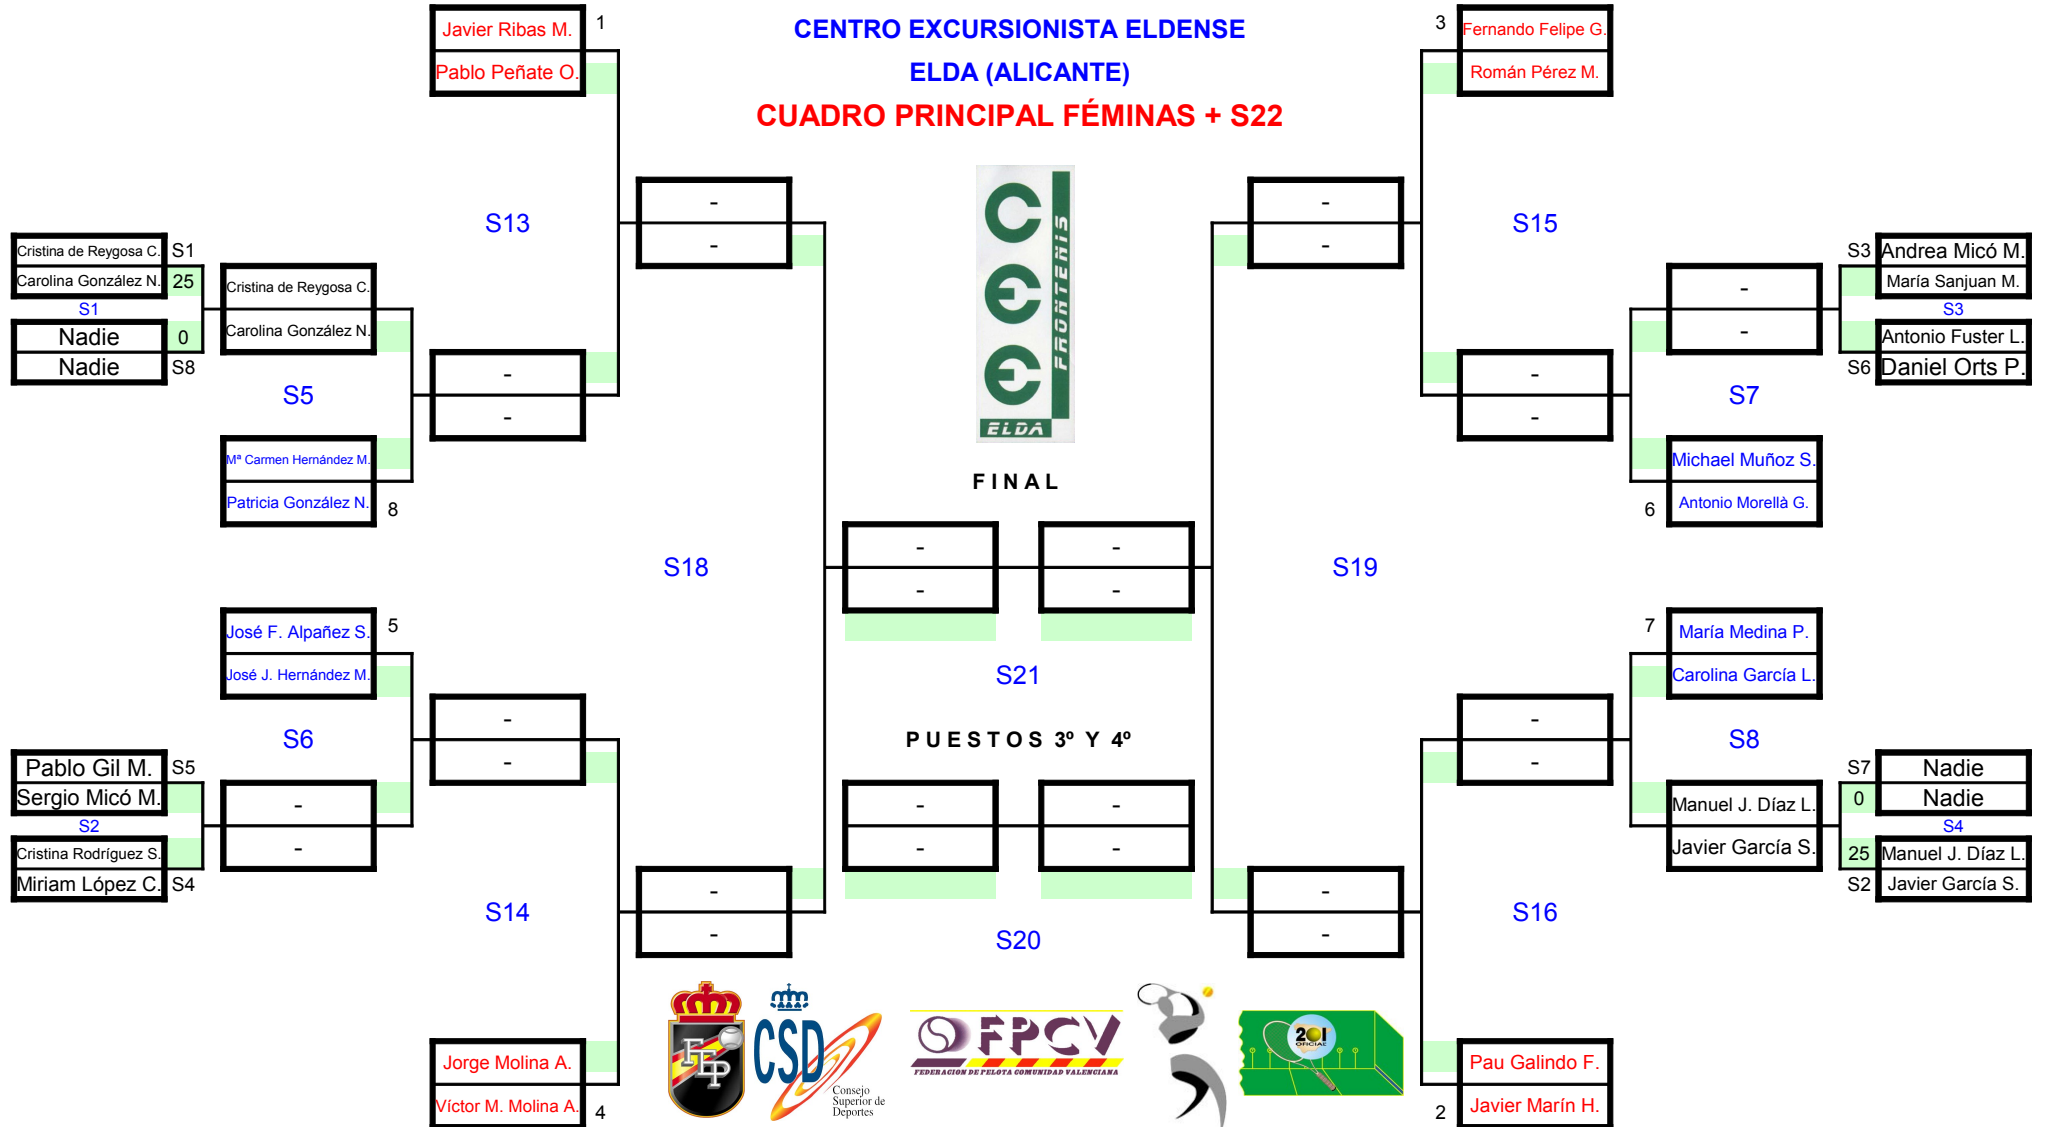 Javier Ribas M.
1
Pablo Peñate O.
CENTRO EXCURSIONISTA ELDENSE
ELDA (ALICANTE)
CUADRO PRINCIPAL FÉMINAS + S22
3
Fernando Felipe G.
Román Pérez M.
S13
-
-
C
E
E
FRONTENIS
ELDA
-
-
S15
Cristina de Reygosa C.
S1
Carolina González N.
25
S1
Nadie
0
Nadie
S8
Cristina de Reygosa C.
Carolina González N.
S5
-
-
Mª Carmen Hernández M.
Patricia González N.
8
S3
Andrea Micó M.
María Sanjuan M.
S3
Antonio Fuster L.
S6
Daniel Orts P.
-
-
S7
-
-
Michael Muñoz S.
Antonio Morellà G.
6
FINAL
-
-
-
-
S18
S19
S21
José F. Alpañez S.
5
José J. Hernández M.
S6
-
-
Pablo Gil M.
S5
Sergio Micó M.
S2
Cristina Rodríguez S.
Miriam López C.
S4
-
-
S14
-
-
PUESTOS 3º Y 4º
-
-
-
-
S20
7
María Medina P.
Carolina García L.
-
-
S8
Manuel J. Díaz L.
Javier García S.
S7
Nadie
0
Nadie
S4
25
Manuel J. Díaz L.
S2
Javier García S.
-
-
S16
Jorge Molina A.
Víctor M. Molina A.
4
FEP
CSD
Consejo
Superior de
Deportes
FPCV
FEDERACION DE PELOTA COMUNIDAD VALENCIANA
201
OFICIAL
Pau Galindo F.
2
Javier Marín H.